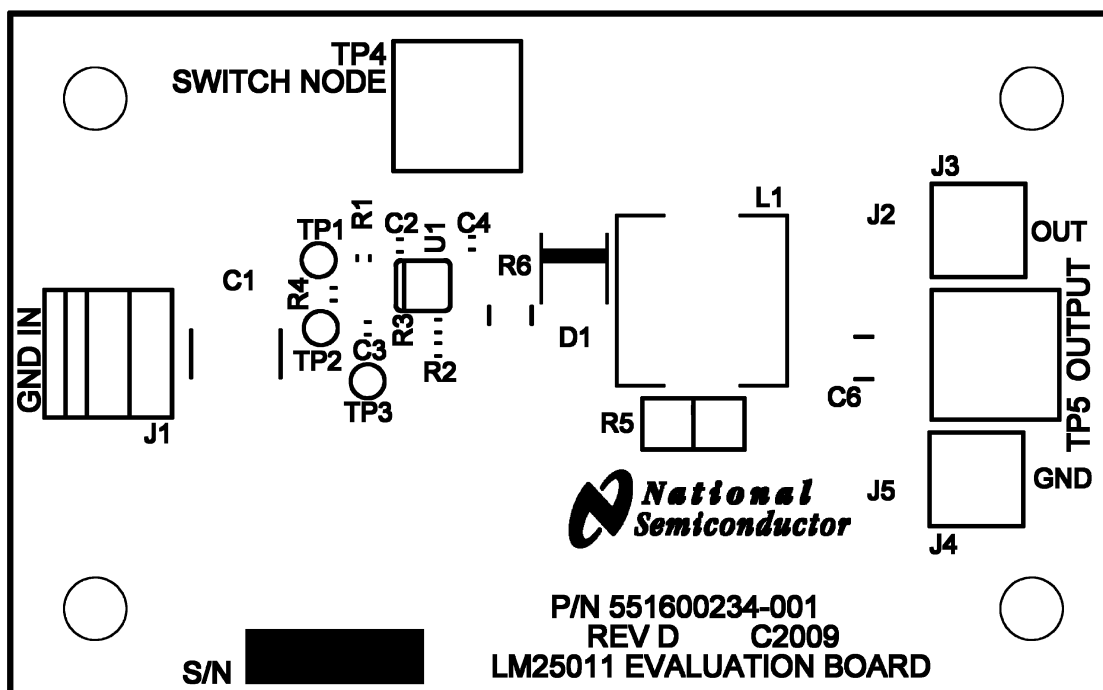 TP4
SWITCH NODE
J3
L1
J2
R1
C2
U1
C4
TP1
OUT
R6
C1
R4
GND IN
R3
D1
TP5 OUTPUT
C3
TP2
R2
C6
TP3
R5
J1
GND
J5
National
Semiconductor
J4
P/N 551600234-001
REV D C2009
S/N
LM25011 EVALUATION BOARD